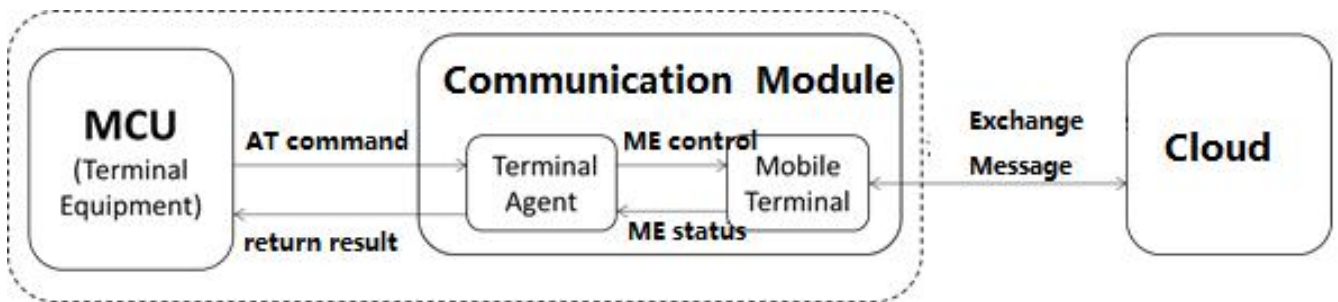 Communication Module
MCU
(Terminal
Equipment)
AT command
return result
Terminal
Agent
ME control
ME status
Mobile
Terminal
Exchange
Message
Cloud